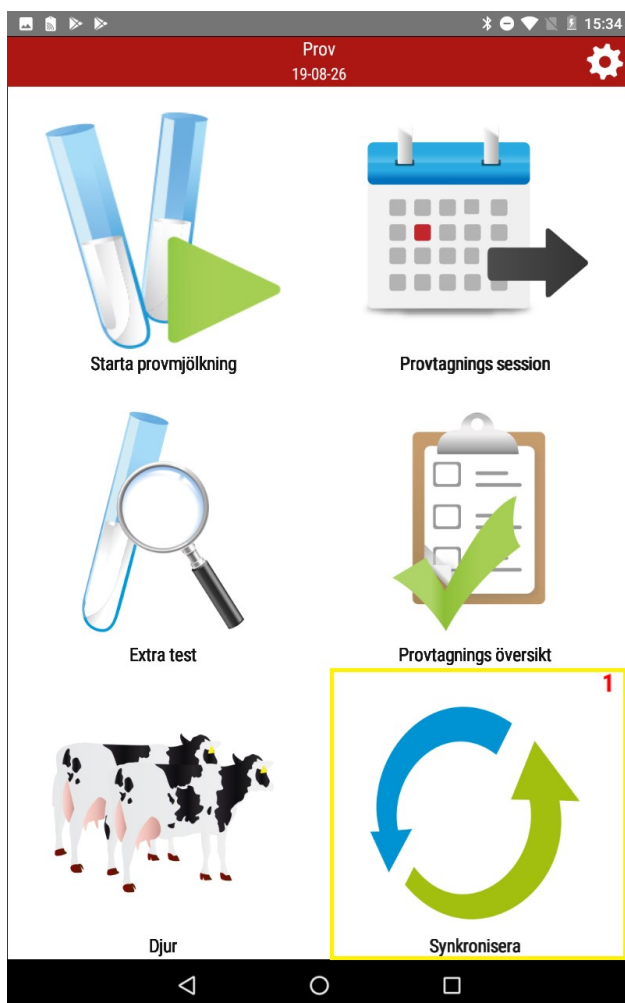 15:34
Prov
19-08-26
Starta provmjölkning
Provtagnings session
Extra test
Provtagnings översikt
1
Djur
Synkronisera